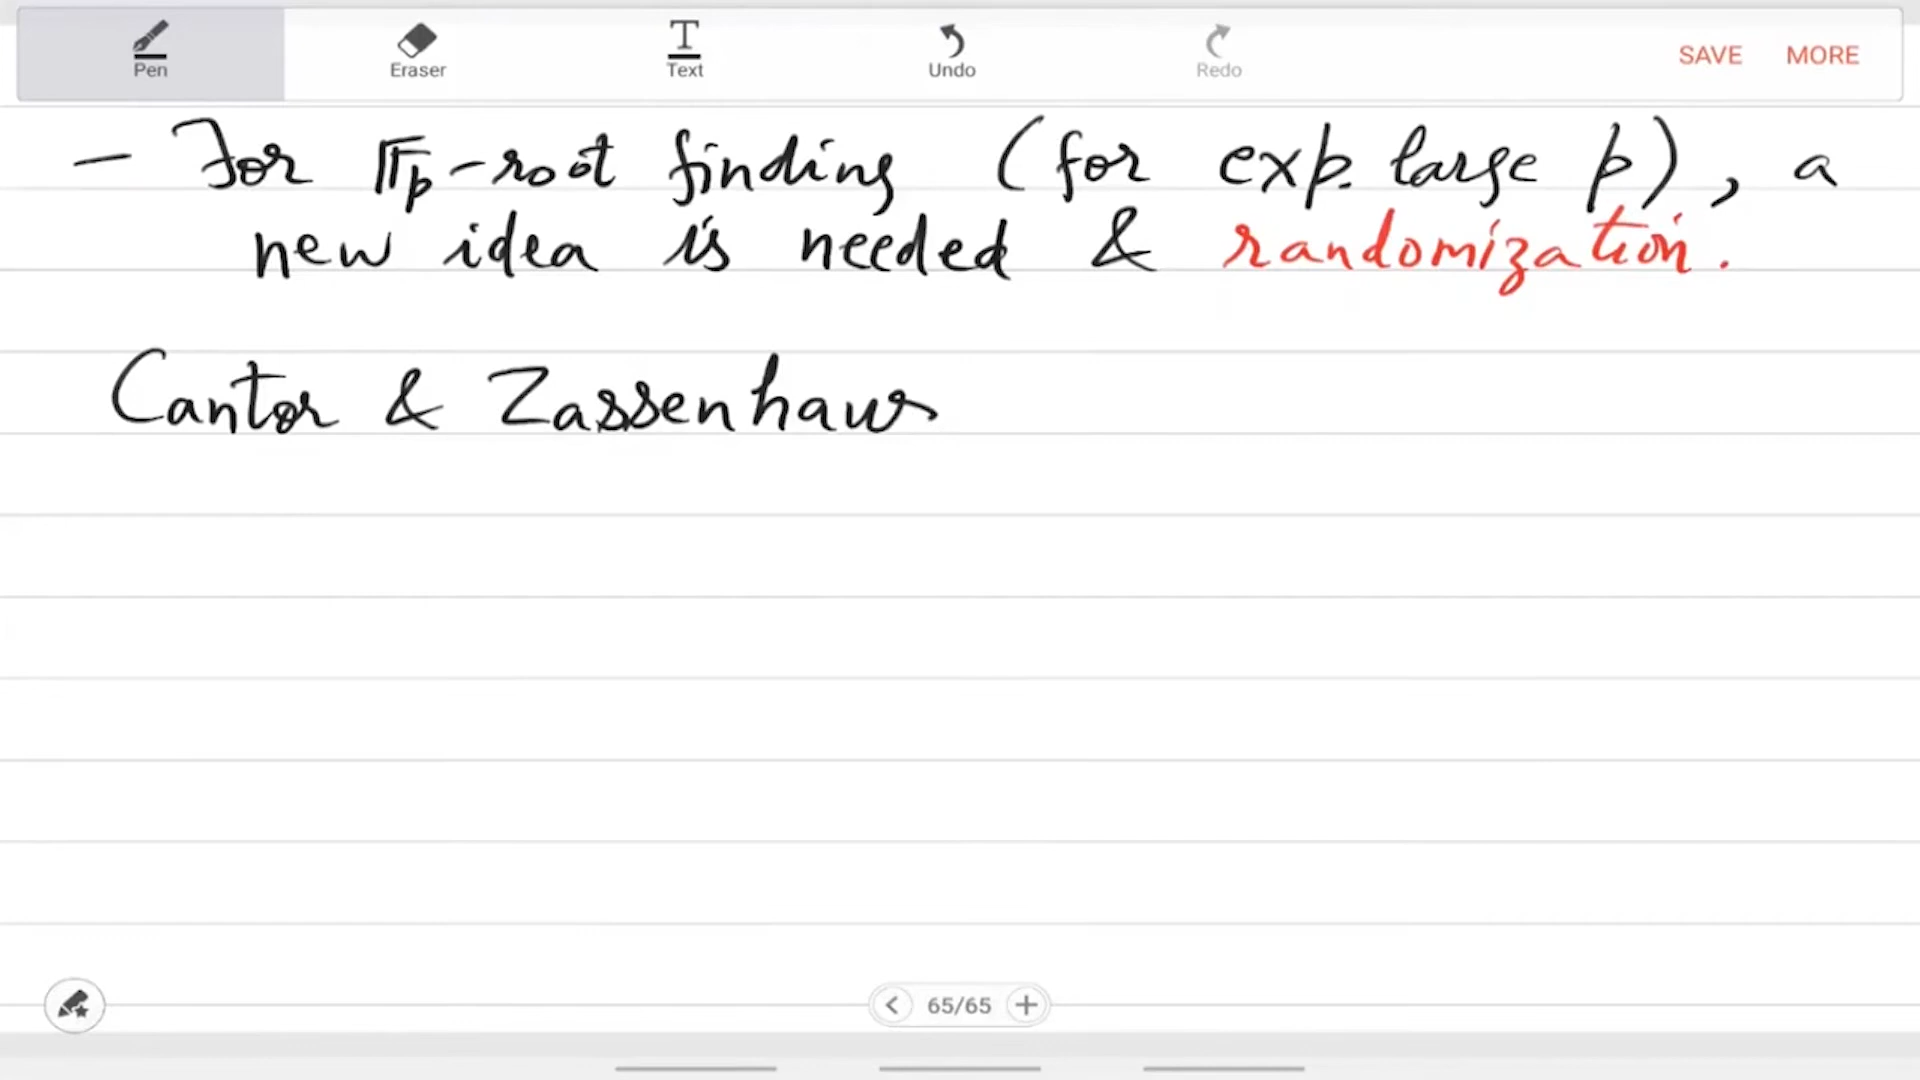 Pen
Eraser
Text
Undo
Redo
SAVE
MORE
- For 𝔽p-root finding (for exp. large p), a
new idea is needed & randomization.
Cantor & Zassenhaus
65/65